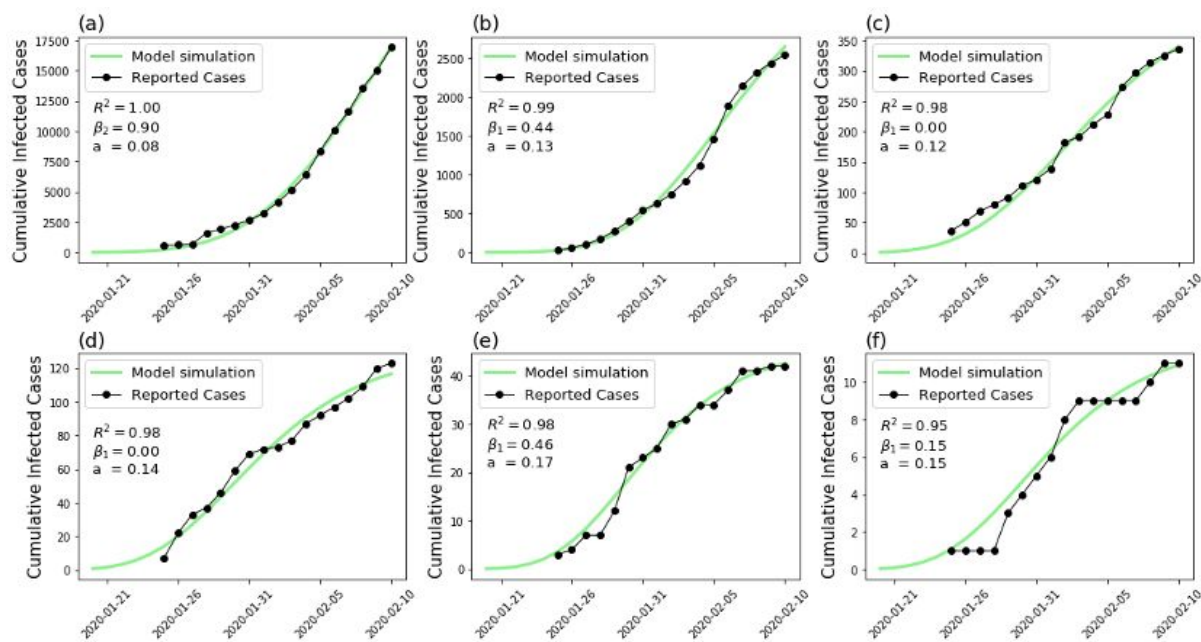 (a)
Cumulative Infected Cases
17500
15000
12500
10000
7500
5000
2500
0
Model simulation
Reported Cases
R² = 1.00
β₂ = 0.90
a = 0.08
2020-01-21
2020-01-26
2020-01-31
2020-02-05
2020-02-10
(b)
Cumulative Infected Cases
2500
2000
1500
1000
500
0
Model simulation
Reported Cases
R² = 0.99
β₁ = 0.44
a = 0.13
2020-01-21
2020-01-26
2020-01-31
2020-02-05
2020-02-10
(c)
Cumulative Infected Cases
350
300
250
200
150
100
50
0
Model simulation
Reported Cases
R² = 0.98
β₁ = 0.00
a = 0.12
2020-01-21
2020-01-26
2020-01-31
2020-02-05
2020-02-10
(d)
Cumulative Infected Cases
120
100
80
60
40
20
0
Model simulation
Reported Cases
R² = 0.98
β₁ = 0.00
a = 0.14
2020-01-21
2020-01-26
2020-01-31
2020-02-05
2020-02-10
(e)
Cumulative Infected Cases
40
30
20
10
0
Model simulation
Reported Cases
R² = 0.98
β₁ = 0.46
a = 0.17
2020-01-21
2020-01-26
2020-01-31
2020-02-05
2020-02-10
(f)
Cumulative Infected Cases
10
8
6
4
2
0
Model simulation
Reported Cases
R² = 0.95
β₁ = 0.15
a = 0.15
2020-01-21
2020-01-26
2020-01-31
2020-02-05
2020-02-10